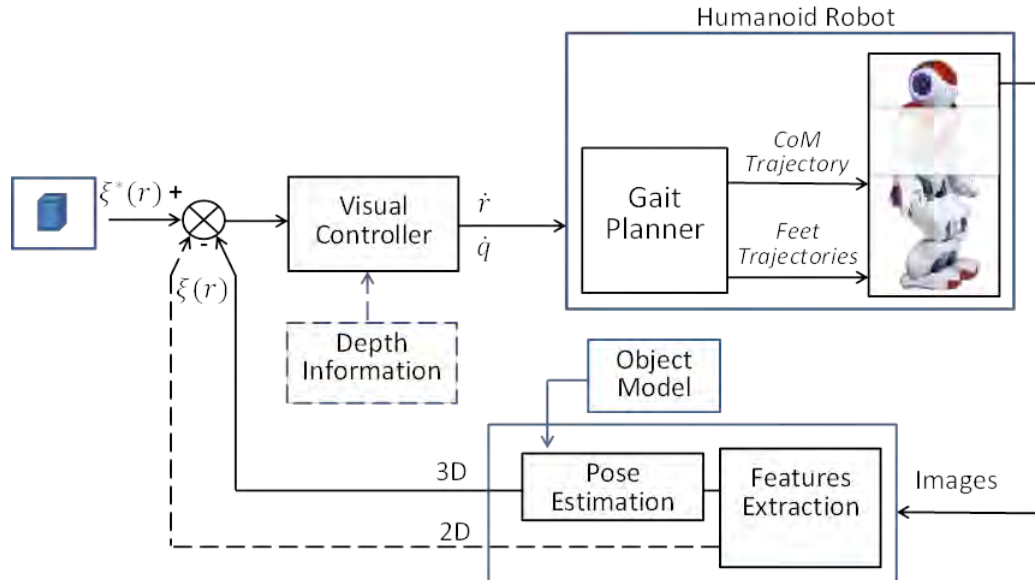 Humanoid Robot
CoM
Trajectory
Gait
Planner
Feet
Trajectories
ξ*(r) +
-
ξ(r)
Visual
Controller
ṙ
q̇
Depth
Information
Object
Model
3D
Pose
Estimation
Features
Extraction
Images
2D